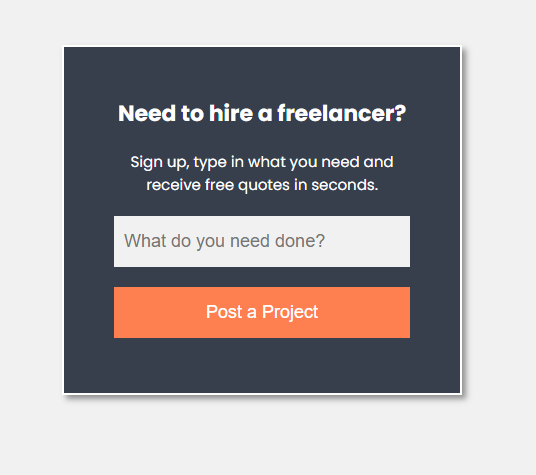 Need to hire a freelancer?
Sign up, type in what you need and
receive free quotes in seconds.
What do you need done?
Post a Project